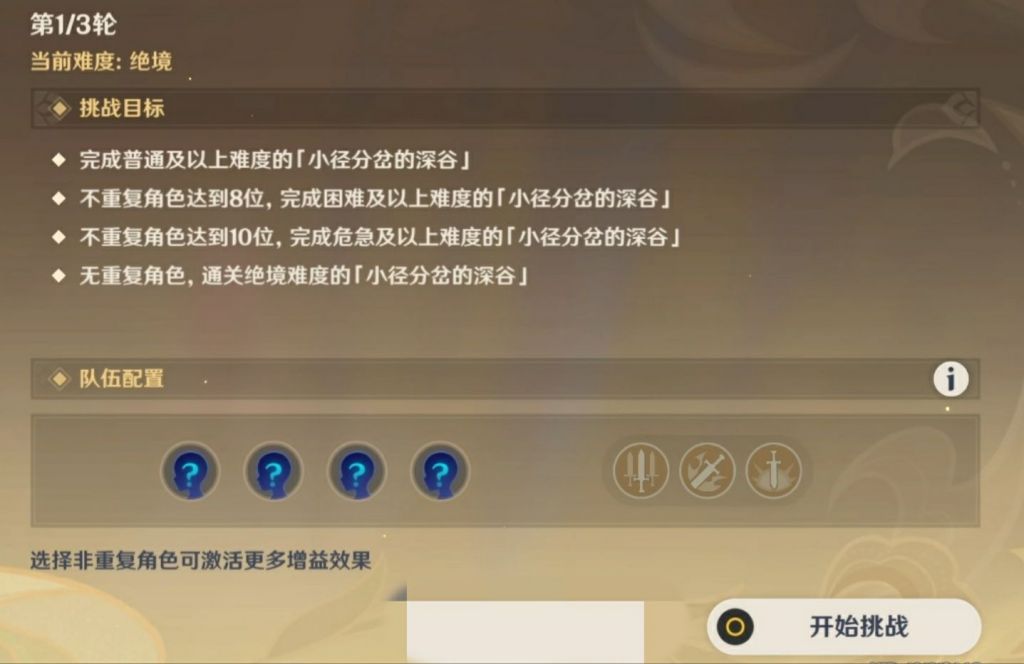 第1/3轮
当前难度: 绝境
挑战目标
完成普通及以上难度的「小径分岔的深谷」
不重复角色达到8位, 完成困难及以上难度的「小径分岔的深谷」
不重复角色达到10位, 完成危急及以上难度的「小径分岔的深谷」
无重复角色, 通关绝境难度的「小径分岔的深谷」
队伍配置
i
? ? ? ?
选择非重复角色可激活更多增益效果
开始挑战